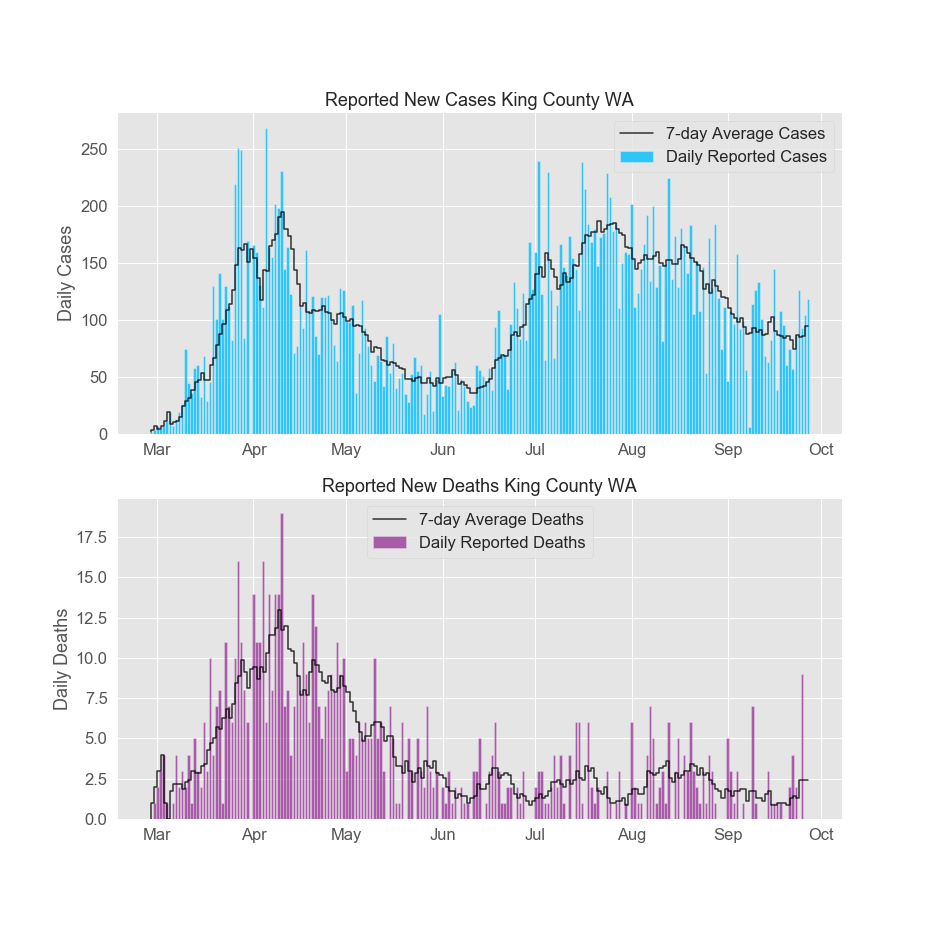 Reported New Cases King County WA
7-day Average Cases
Daily Reported Cases
Daily Cases
250
200
150
100
50
0
Mar Apr May Jun Jul Aug Sep Oct
Reported New Deaths King County WA
7-day Average Deaths
Daily Reported Deaths
Daily Deaths
17.5
15.0
12.5
10.0
7.5
5.0
2.5
0.0
Mar Apr May Jun Jul Aug Sep Oct